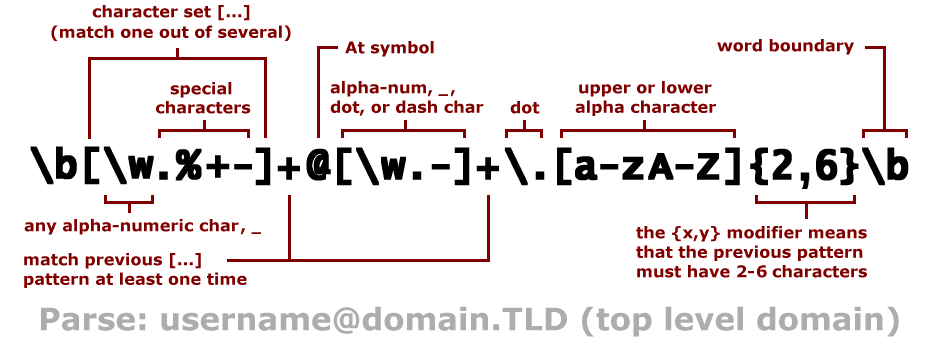 character set [...]
(match one out of several)
At symbol
word boundary
special
characters
alpha-num, _,
dot, or dash char
dot
upper or lower
alpha character
\b[\w.%+-]+@[\w.-]+\.[a-zA-Z]{2,6}\b
any alpha-numeric char, _
match previous [...]
pattern at least one time
the {x,y} modifier means
that the previous pattern
must have 2-6 characters
Parse: username@domain.TLD (top level domain)